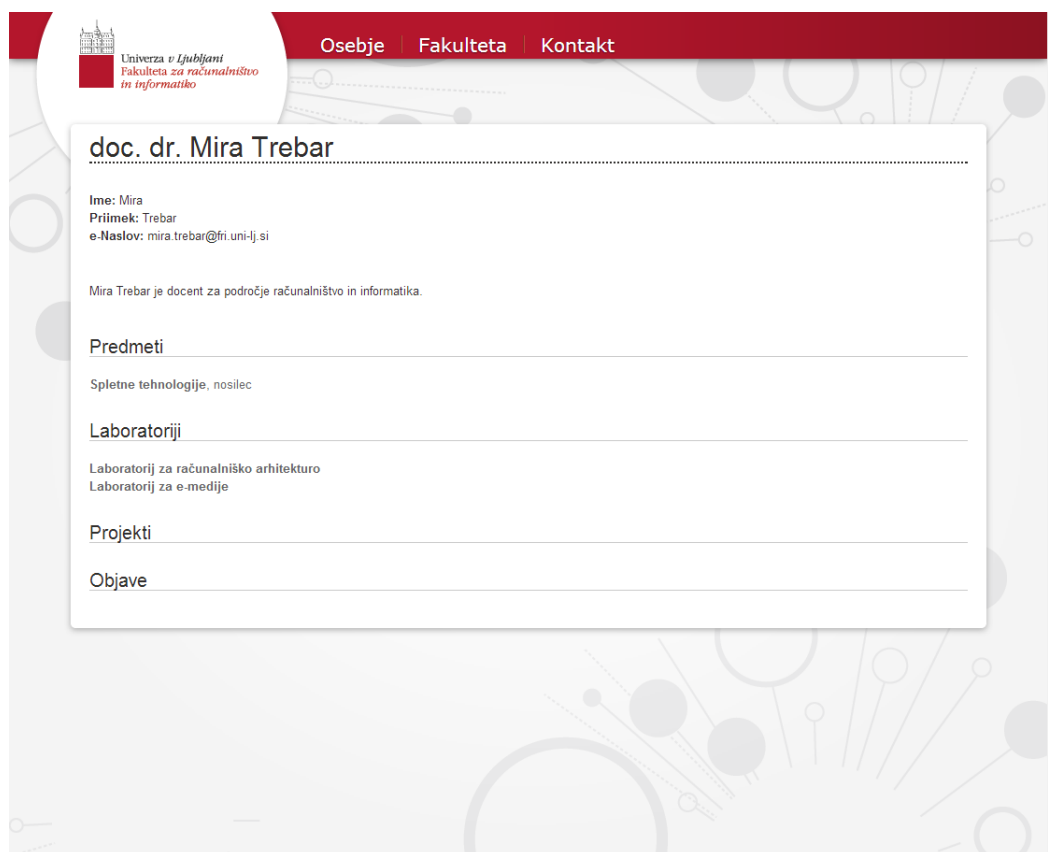 Univerza v Ljubljani
Fakulteta za računalništvo
in informatiko
Osebje Fakulteta Kontakt
doc. dr. Mira Trebar
Ime: Mira
Priimek: Trebar
e-Naslov: mira.trebar@fri.uni-lj.si
Mira Trebar je docent za področje računalništvo in informatika.
Predmeti
Spletne tehnologije, nosilec
Laboratoriji
Laboratorij za računalniško arhitekturo
Laboratorij za e-medije
Projekti
Objave